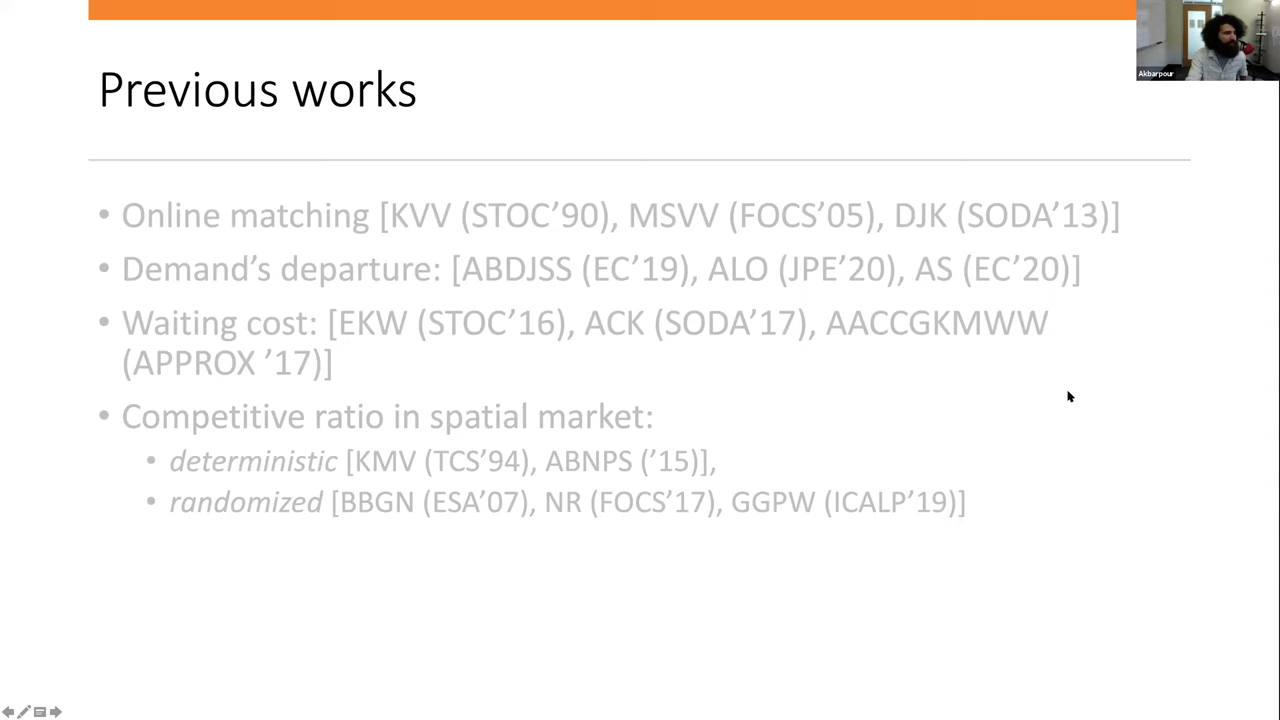 Akbarpour
Previous works
• Online matching [KVV (STOC’90), MSVV (FOCS’05), DJK (SODA’13)]
• Demand’s departure: [ABDJSS (EC’19), ALO (JPE’20), AS (EC’20)]
• Waiting cost: [EKW (STOC’16), ACK (SODA’17), AACCGKMWW
(APPROX ’17)]
• Competitive ratio in spatial market:
• deterministic [KMV (TCS’94), ABNPS (’15)],
• randomized [BBGN (ESA’07), NR (FOCS’17), GGPW (ICALP’19)]